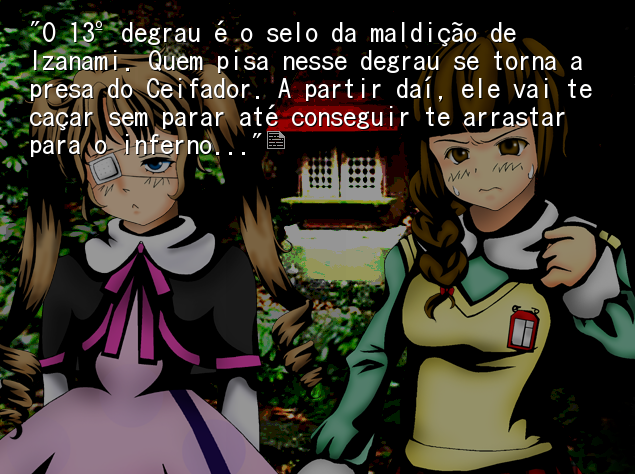 "O 13º degrau é o selo da maldição de
Izanami. Quem pisa nesse degrau se torna a
presa do Ceifador. A partir daí, ele vai te
caçar sem parar até conseguir te arrastar
para o inferno..."